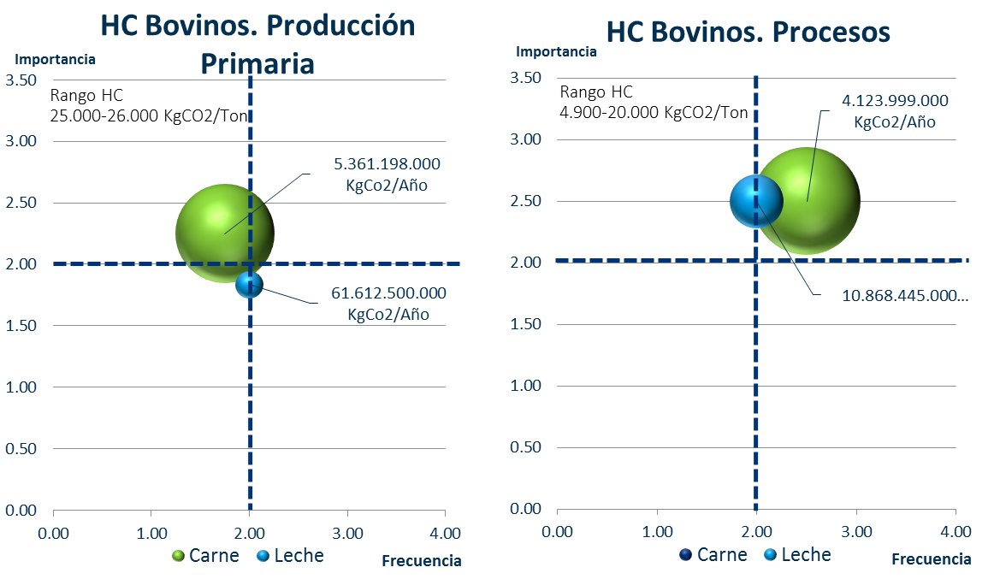 HC Bovinos. Producción
Primaria
Importancia
3.50
3.00
2.50
2.00
1.50
1.00
0.50
0.00
Rango HC
25.000-26.000 KgCO2/Ton
5.361.198.000
KgCo2/Año
61.612.500.000
KgCo2/Año
0.00 1.00 2.00 3.00 4.00
Carne Leche
Frecuencia
HC Bovinos. Procesos
Importancia
3.50
3.00
2.50
2.00
1.50
1.00
0.50
0.00
Rango HC
4.900-20.000 KgCO2/Ton
4.123.999.000
KgCo2/Año
10.868.445.000...
0.00 1.00 2.00 3.00 4.00
Carne Leche
Frecuencia